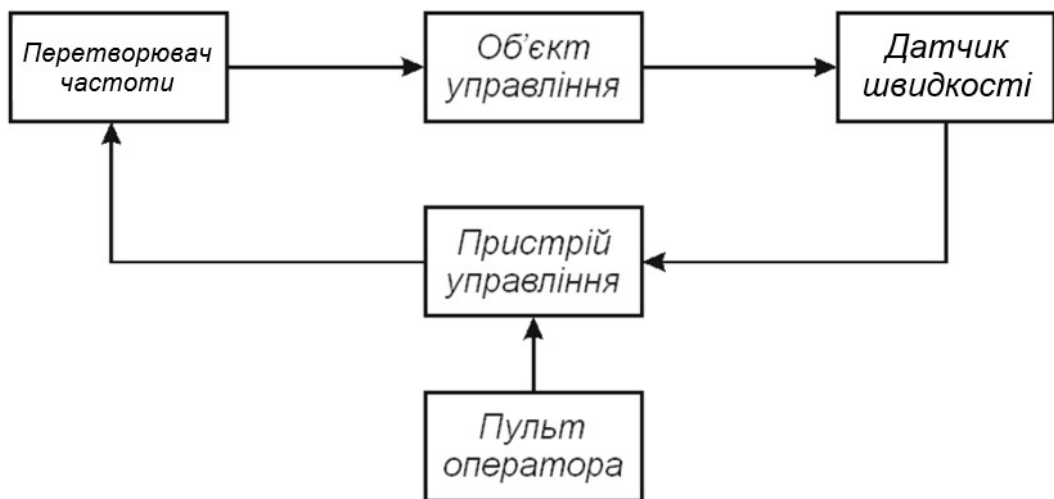 Перетворювач
частоти
Об’єкт
управління
Датчик
швидкості
Пристрій
управління
Пульт
оператора